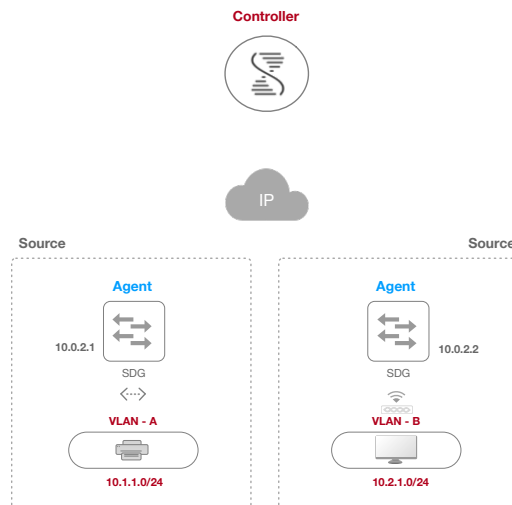 Controller
IP
Source
Source
Agent
Agent
10.0.2.1
10.0.2.2
SDG
SDG
VLAN - A
VLAN - B
10.1.1.0/24
10.2.1.0/24